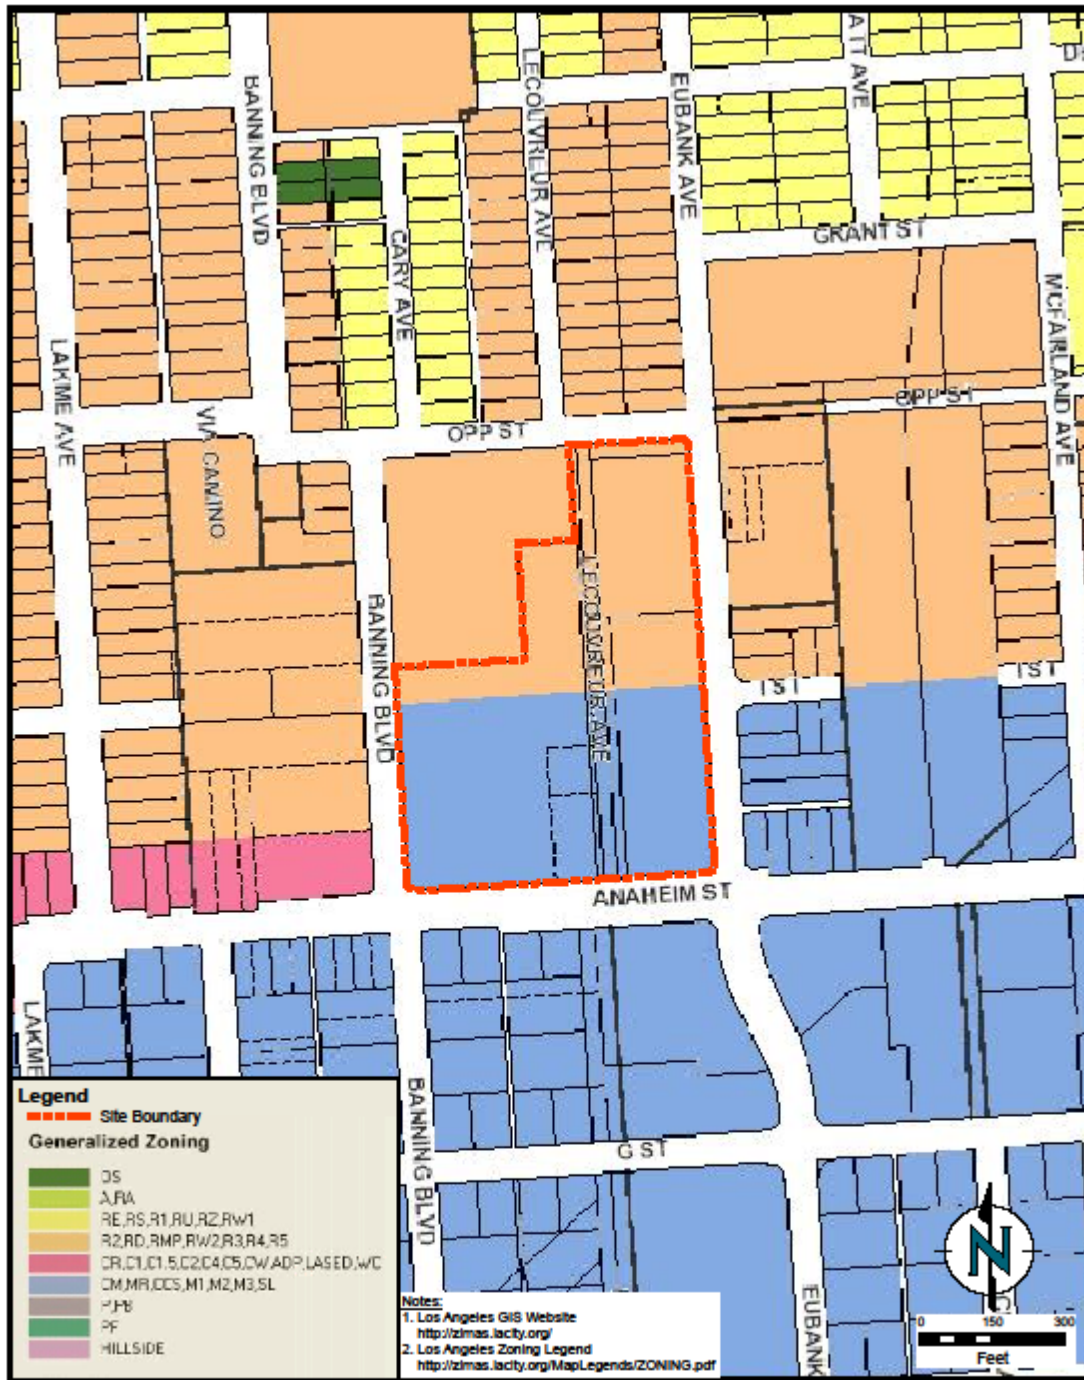 LECOUVREUR AVE
EUBANK AVE
ATT AVE
BANNING BLVD
CARY AVE
GRANT ST
MCFARLAND AVE
LAKME AVE
VIA CAMINO
OPP ST
OPP ST
LECOUVREUR AVE
BANNING BLVD
I ST
I ST
ANAHEIM ST
LAKME
BANNING BLVD
G ST
EUBANK
Legend
Site Boundary
Generalized Zoning
OS
A,RA
RE,RS,R1,RU,RZ,RW1
R2,RD,RMP,RW2,R3,R4,R5
CR,C1,C1.5,C2,C4,C5,CW,ADP,LASED,WC
CM,MR,CCS,M1,M2,M3,SL
P,PB
PF
HILLSIDE
Notes:
1. Los Angeles GIS Website
http://zimas.lacity.org/
2. Los Angeles Zoning Legend
http://zimas.lacity.org/MapLegends/ZONING.pdf
N
0 150 300
Feet